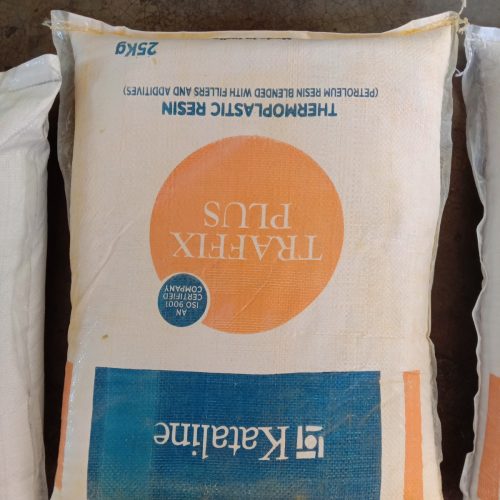 Kataline
AN
ISO 9001
CERTIFIED
COMPANY
TRAFFIX
PLUS
THERMOPLASTIC RESIN
(PETROLEUM RESIN BLENDED WITH FILLERS AND ADDITIVES)
25Kg